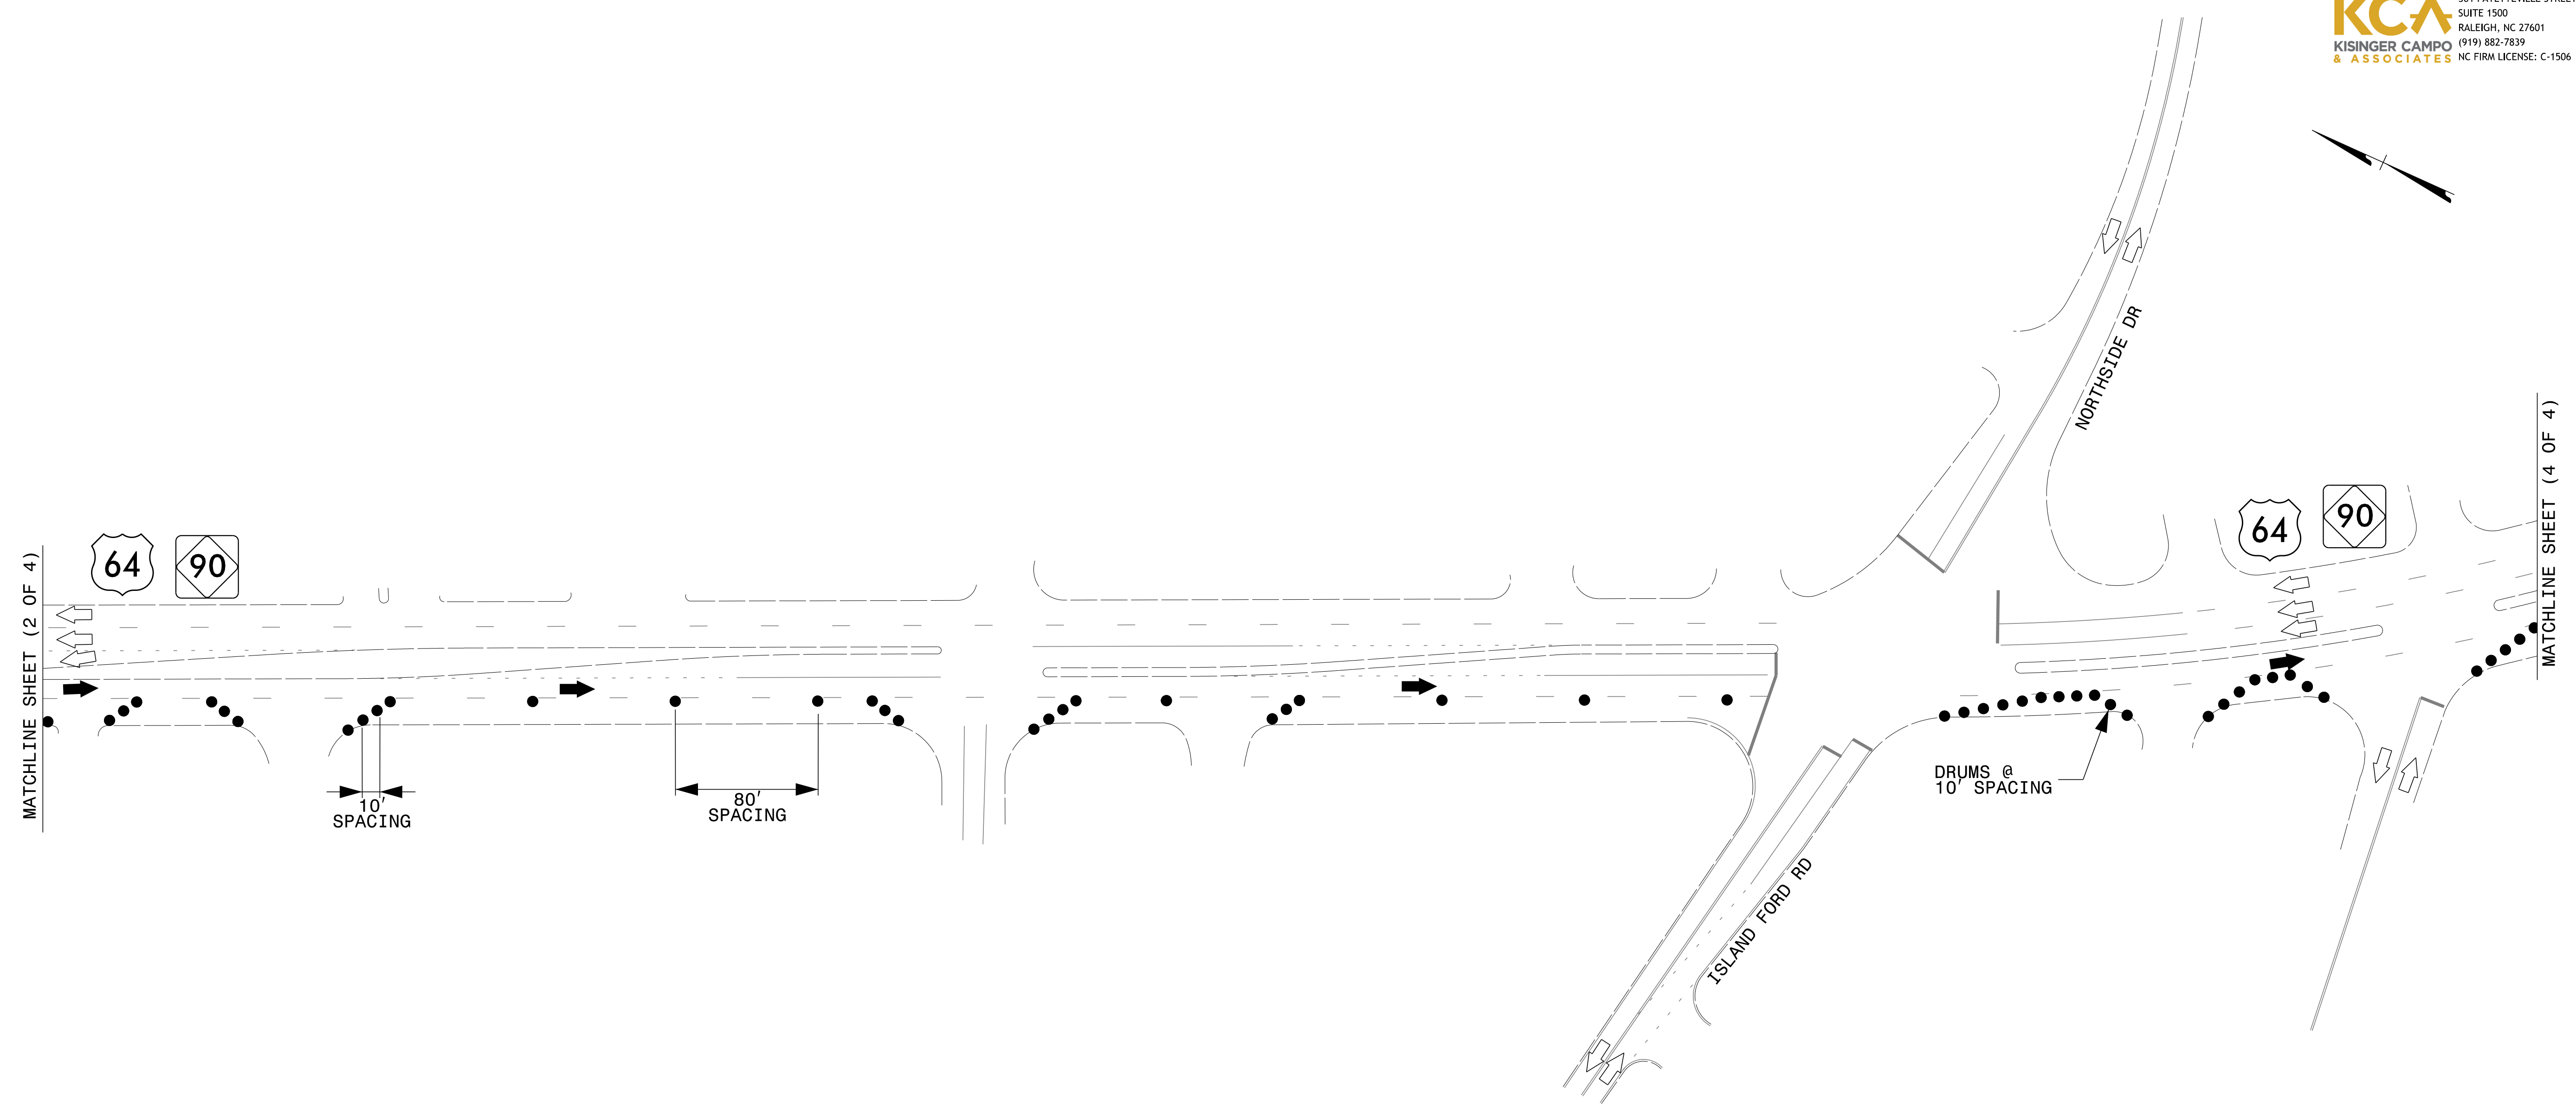 KCA
SUITE 1500
RALEIGH, NC 27601
KISINGER CAMPO
(919) 882-7839
& ASSOCIATES
NC FIRM LICENSE: C-1506
NORTHSIDE DR
MATCHLINE SHEET (2 OF 4)
64
90
64
90
MATCHLINE SHEET (4 OF 4)
10'
SPACING
80'
SPACING
DRUMS @
10' SPACING
ISLAND FORD RD